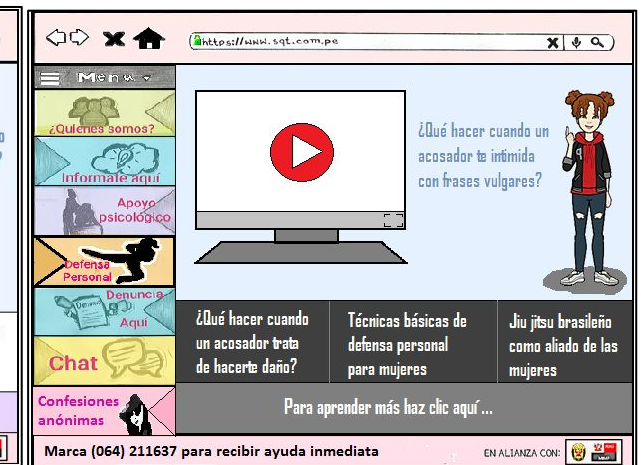 https://www.sqt.com.pe
Menu
¿Quienes somos?
Informate aquí
Apoyo
psicológico
Defensa
Personal
Denuncia
Aqui
Chat
Confesiones
anónimas
¿Qué hacer cuando un
acosador te intimida
con frases vulgares?
¿Qué hacer cuando
un acosador trata
de hacerte daño?
Técnicas básicas de
defensa personal
para mujeres
Jiu jitsu brasileño
como aliado de las
mujeres
Para aprender más haz clic aquí ...
Marca (064) 211637 para recibir ayuda inmediata
EN ALIANZA CON: